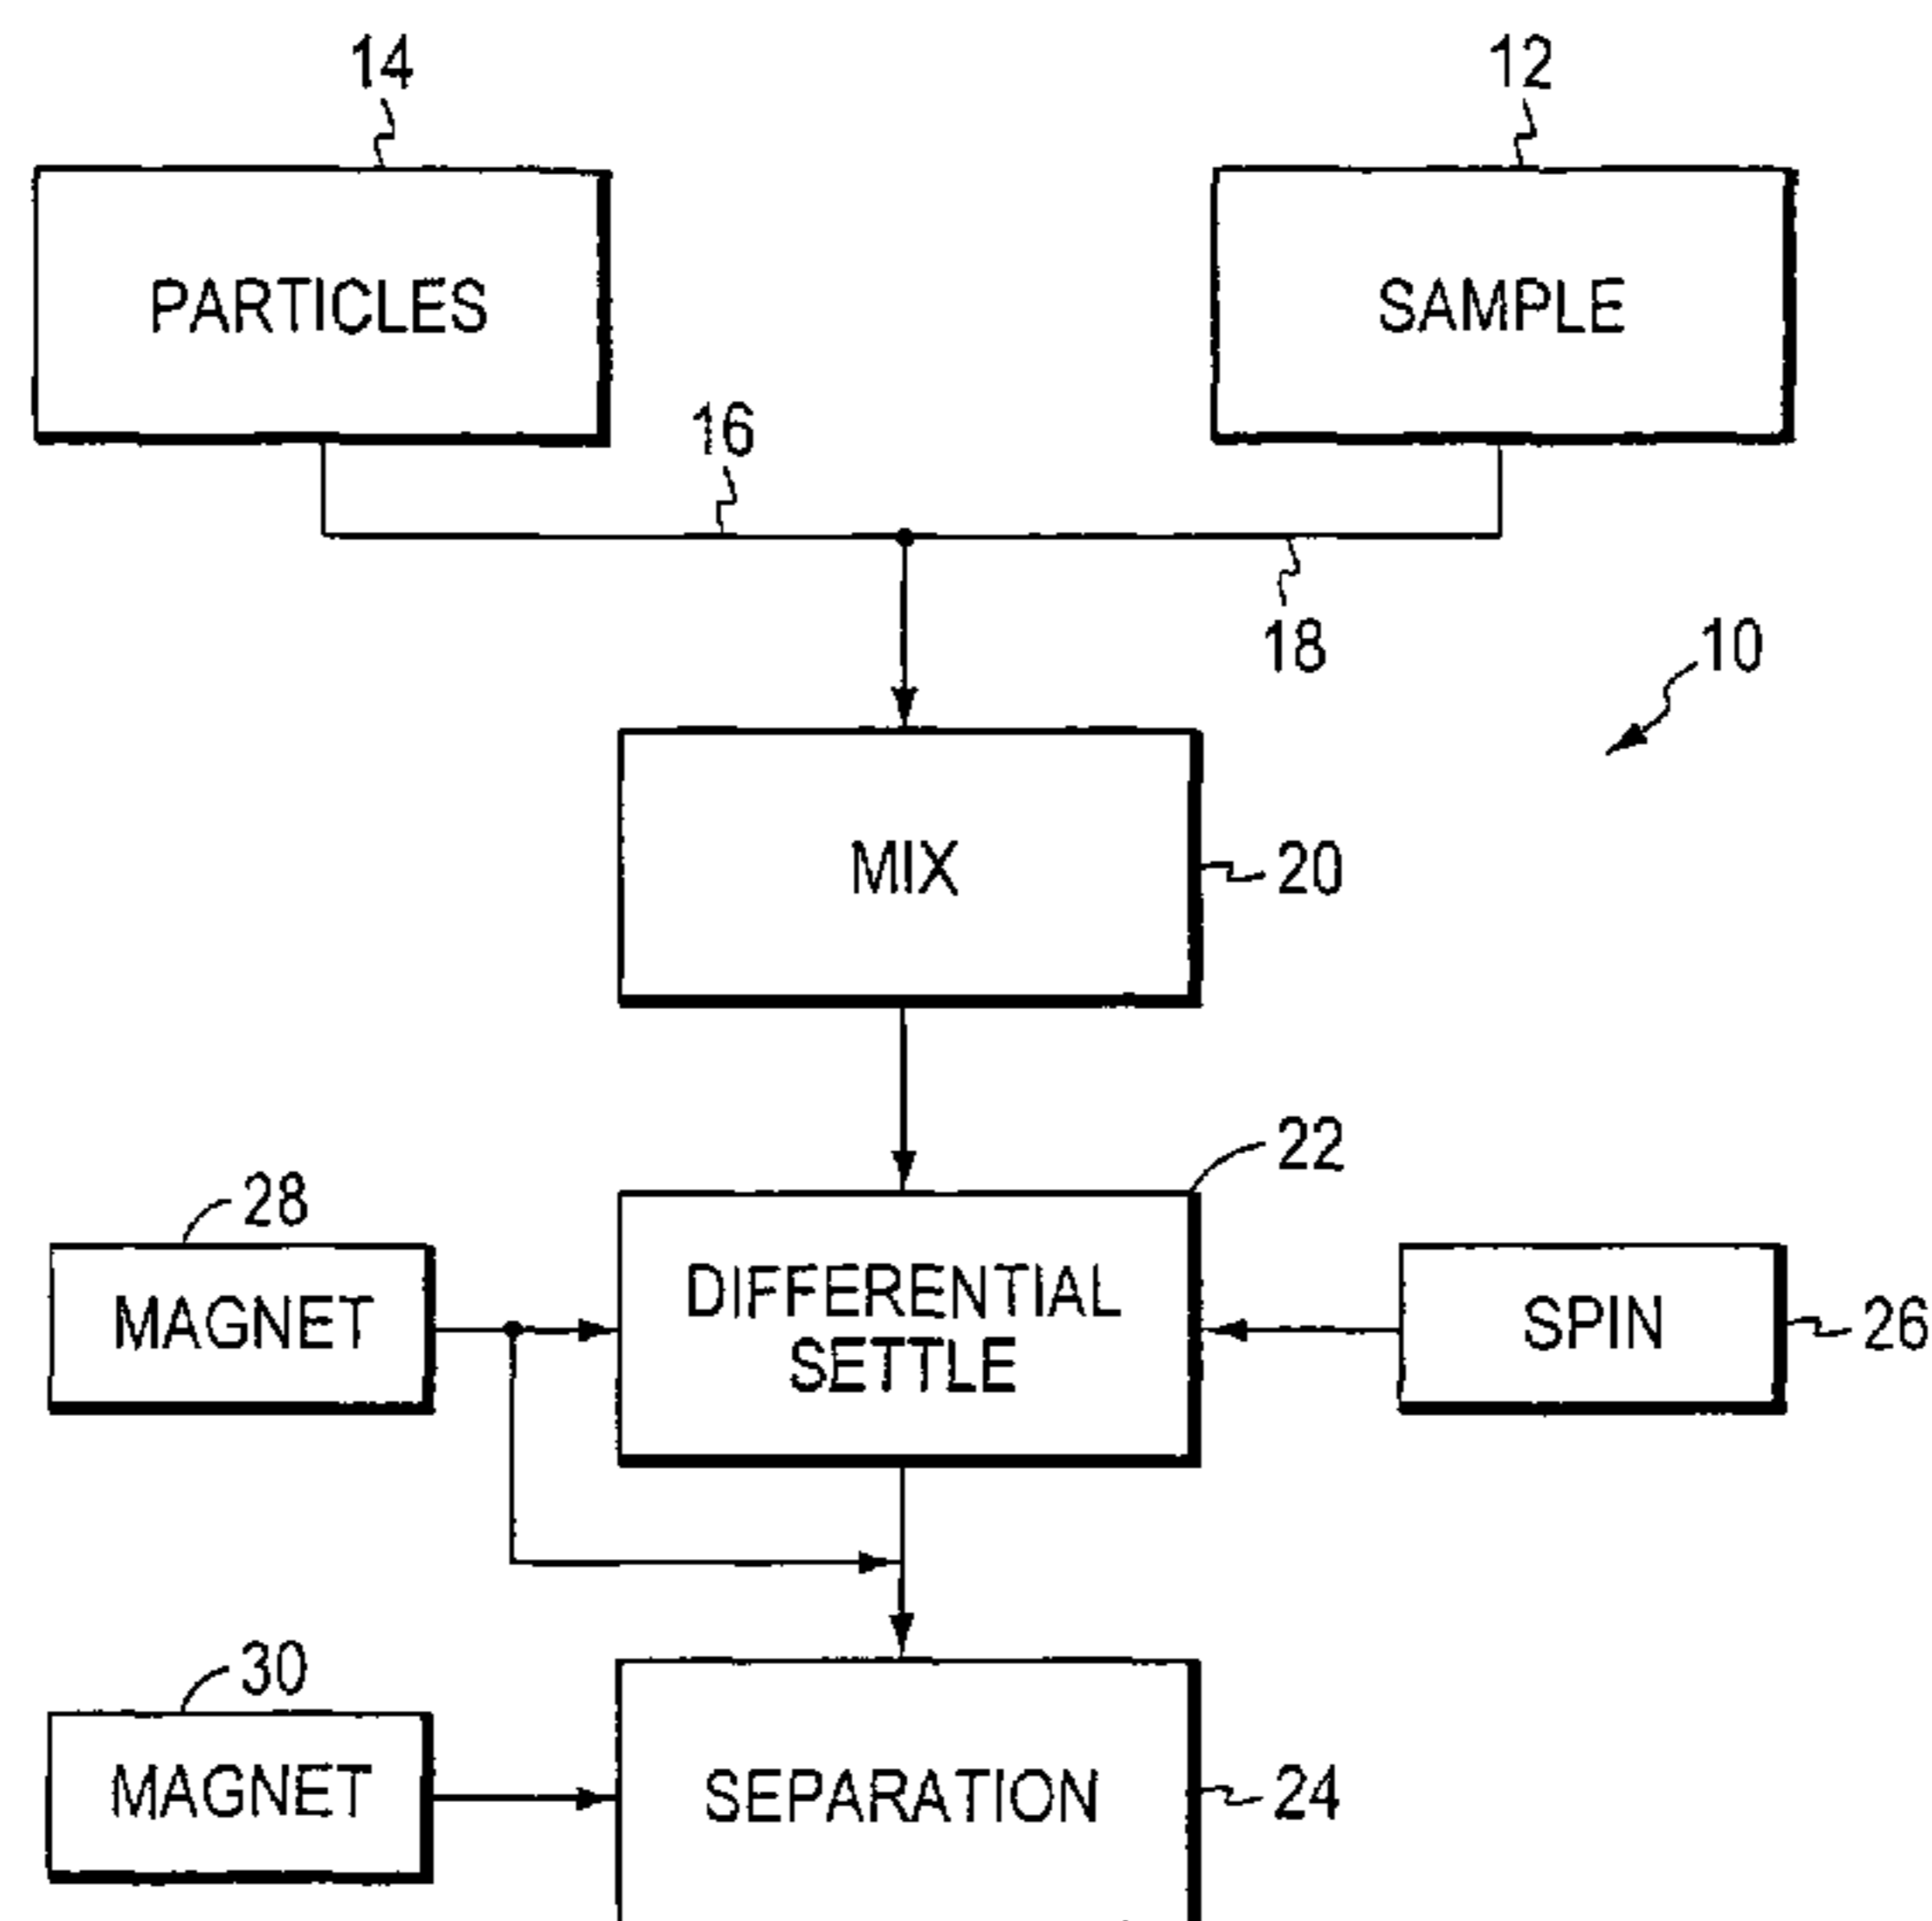 14
12
PARTICLES
SAMPLE
16
18
10
MIX
20
22
28
MAGNET
DIFFERENTIAL
SETTLE
SPIN
26
30
MAGNET
SEPARATION
24